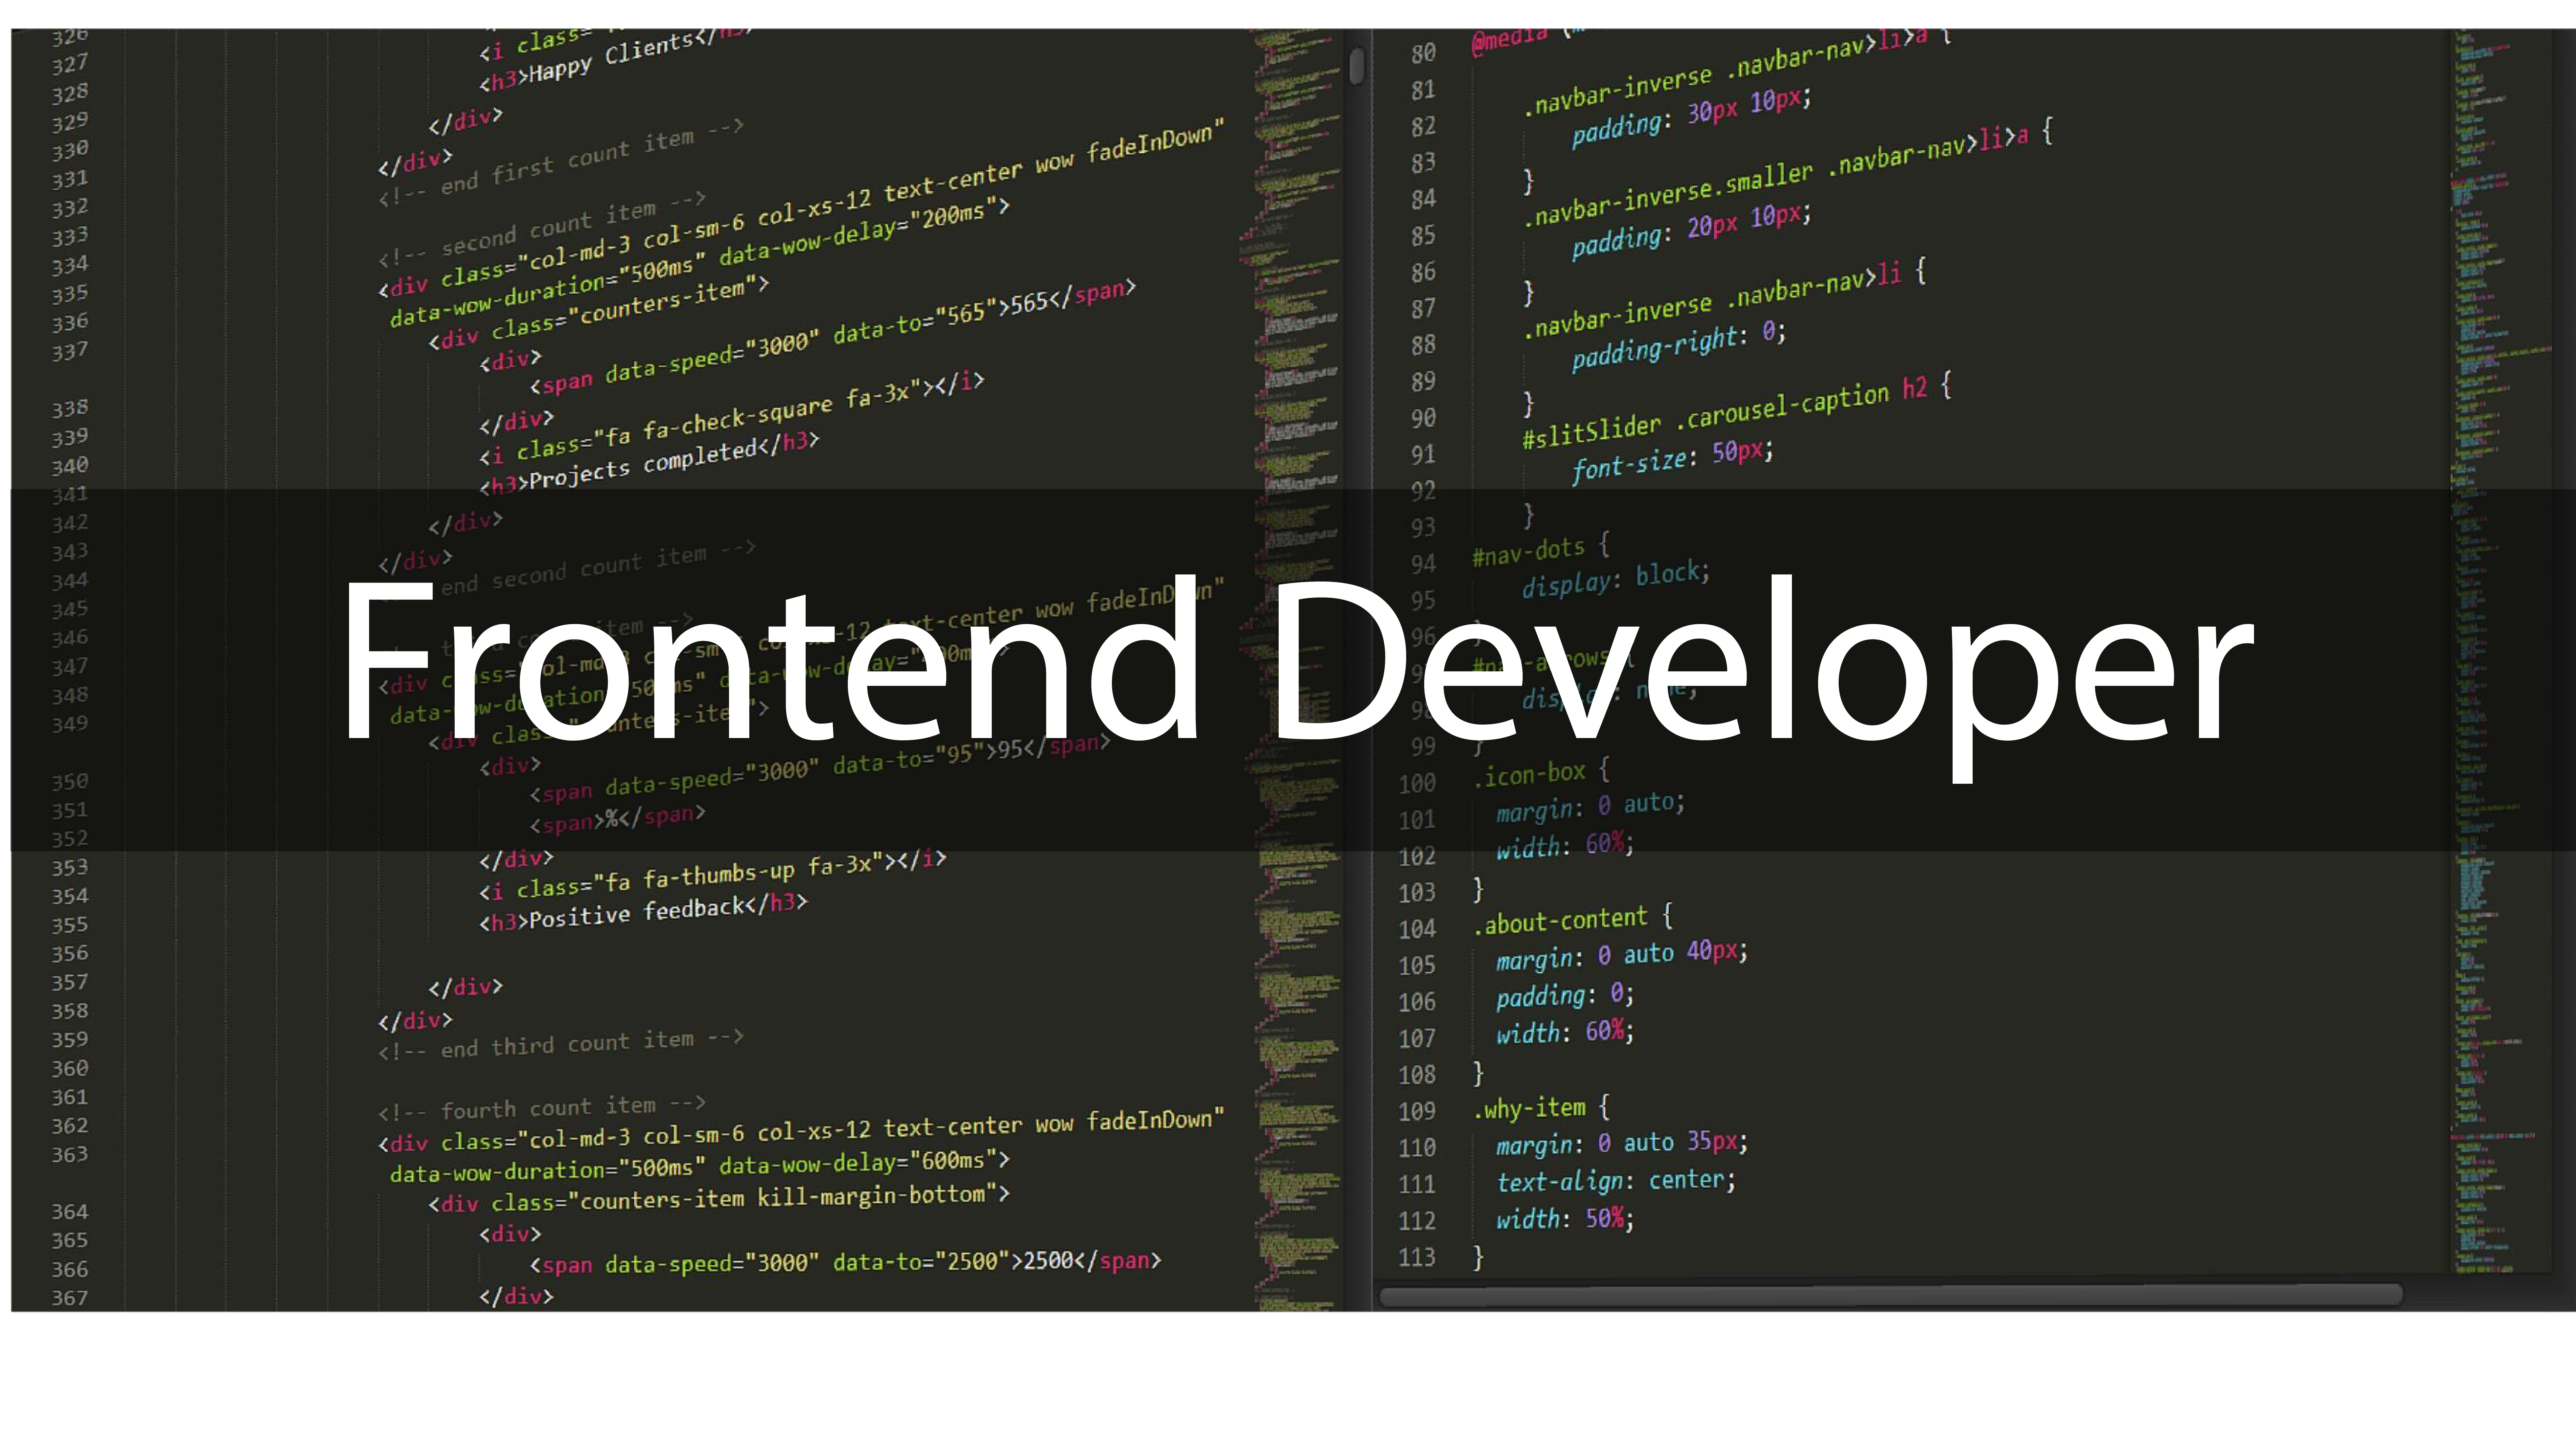 326
327
328
329
330
331
332
333
334
335
336
337
338
339
340
341
342
343
344
345
346
347
348
349
350
351
352
353
354
355
356
357
358
359
360
361
362
363
364
365
366
367
<i class=
<h3>Happy Clients</h3>
</div>
</div>
<!-- end first count item -->
<!-- second count item -->
<div class="col-md-3 col-sm-6 col-xs-12 text-center wow fadeInDown"
data-wow-duration="500ms" data-wow-delay="200ms">
<div class="counters-item">
<div>
<span data-speed="3000" data-to="565">565</span>
</div>
<i class="fa fa-check-square fa-3x"></i>
<h3>Projects completed</h3>
</div>
</div>
end second count item -->
item -->
<div text-center wow fadeInDown"
<div
<div>
<span data-speed="3000" data-to="95">95</span>
<span>%</span>
</div>
<i class="fa fa-thumbs-up fa-3x"></i>
<h3>Positive feedback</h3>
</div>
</div>
<!-- end third count item -->
<!-- fourth count item -->
<div class="col-md-3 col-sm-6 col-xs-12 text-center wow fadeInDown"
data-wow-duration="500ms" data-wow-delay="600ms">
<div class="counters-item kill-margin-bottom">
<div>
<span data-speed="3000" data-to="2500">2500</span>
</div>
Frontend Developer
80
81
82
83
84
85
86
87
88
89
90
91
92
93
94
95
96
98
99
100
101
102
103
104
105
106
107
108
109
110
111
112
113
@media
.navbar-inverse .navbar-nav>li>a {
padding: 30px 10px;
}
.navbar-inverse.smaller .navbar-nav>li>a {
padding: 20px 10px;
}
.navbar-inverse .navbar-nav>li {
padding-right: 0;
}
#slitSlider .carousel-caption h2 {
font-size: 50px;
}
#nav-dots {
display: block;
}
}
.icon-box {
margin: 0 auto;
width: 60%;
}
.about-content {
margin: 0 auto 40px;
padding: 0;
width: 60%;
}
.why-item {
margin: 0 auto 35px;
text-align: center;
width: 50%;
}